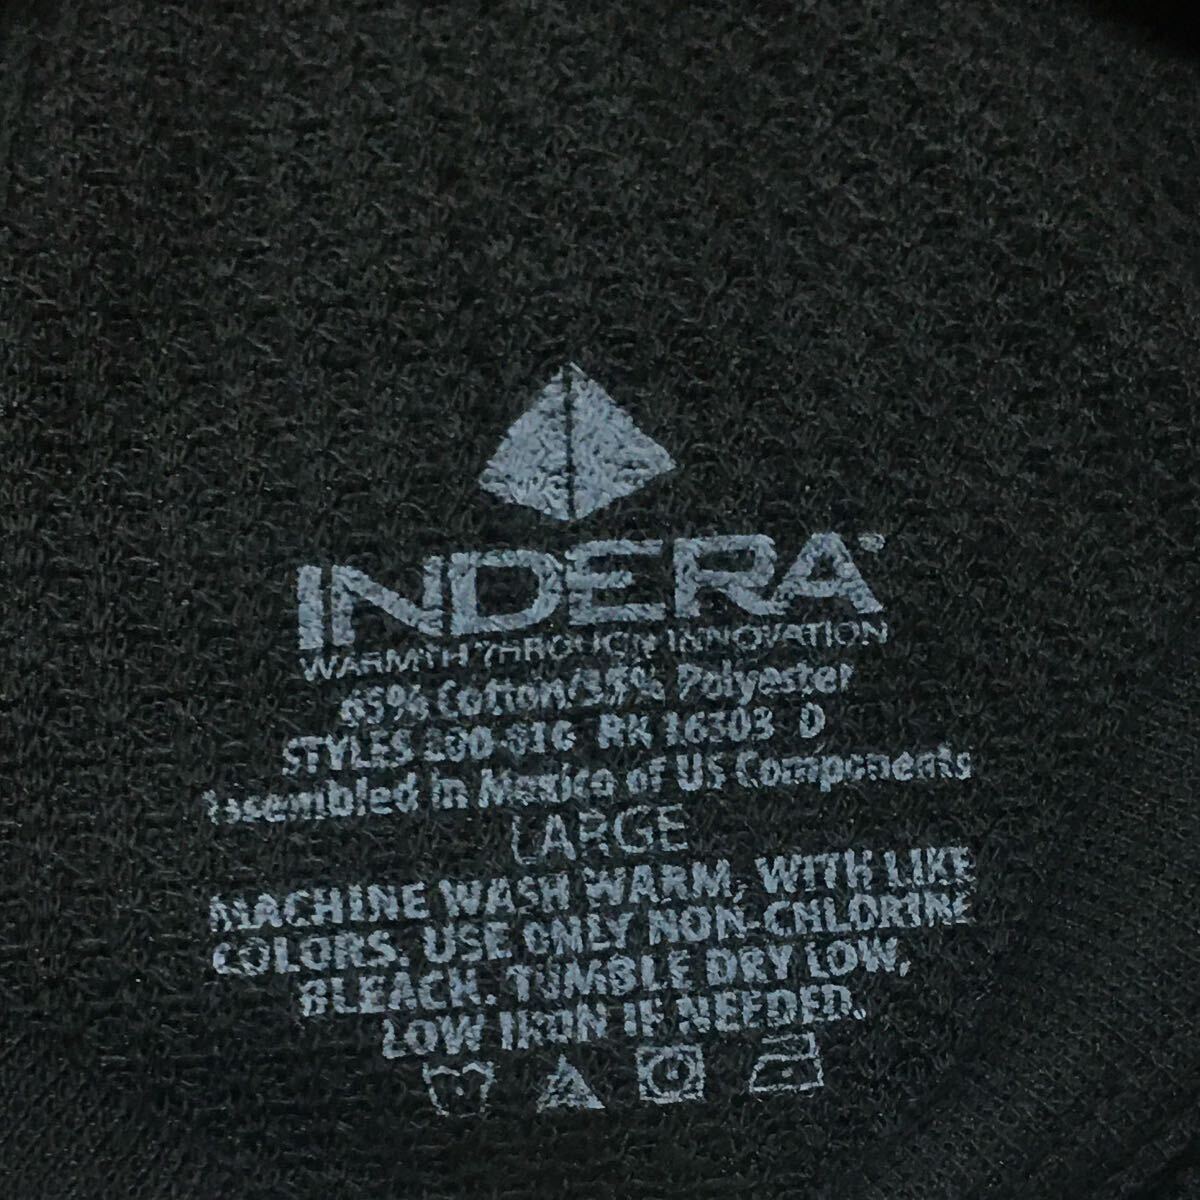 INDERA
WARMTH THROUGH INNOVATION
65% Cotton/35% Polyester
STYLES 800-810 RN 16303 D
Assembled in Mexico of US Components
LARGE
MACHINE WASH WARM, WITH LIKE
COLORS. USE ONLY NON-CHLORINE
BLEACH. TUMBLE DRY LOW,
LOW IRON IF NEEDED.